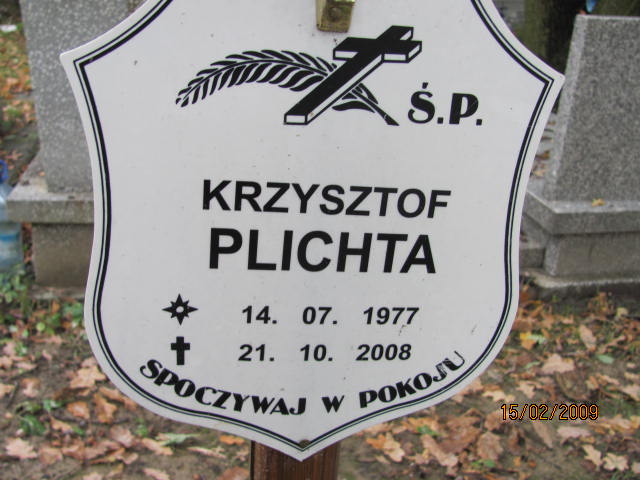 Ś.P.
KRZYSZTOF
PLICHTA
14. 07. 1977
21. 10. 2008
SPOCZYWAJ W POKOJU
15/02/2009